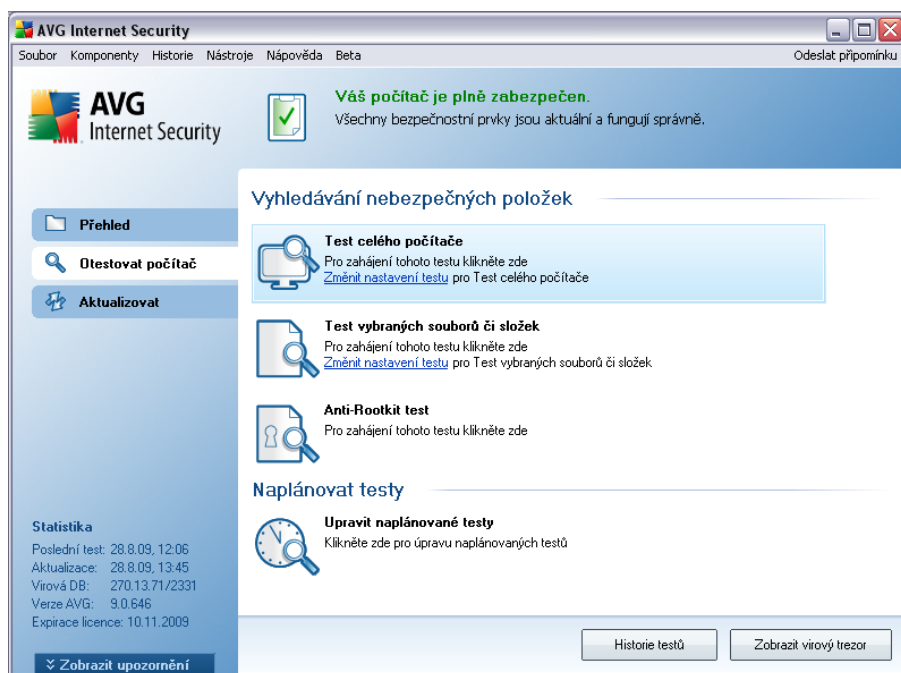 AVG Internet Security
Soubor Komponenty Historie Nástroje Nápověda Beta Odeslat připomínku
AVG
Internet Security
Váš počítač je plně zabezpečen.
Všechny bezpečnostní prvky jsou aktuální a fungují správně.
Přehled
Otestovat počítač
Aktualizovat
Vyhledávání nebezpečných položek
Test celého počítače
Pro zahájení tohoto testu klikněte zde
Změnit nastavení testu pro Test celého počítače
Test vybraných souborů či složek
Pro zahájení tohoto testu klikněte zde
Změnit nastavení testu pro Test vybraných souborů či složek
Anti-Rootkit test
Pro zahájení tohoto testu klikněte zde
Naplánovat testy
Upravit naplánované testy
Klikněte zde pro úpravu naplánovaných testů
Statistika
Poslední test: 28.8.09, 12:06
Aktualizace: 28.8.09, 13:45
Virová DB: 270.13.71/2331
Verze AVG: 9.0.646
Expirace licence: 10.11.2009
Zobrazit upozornění
Historie testů
Zobrazit virový trezor